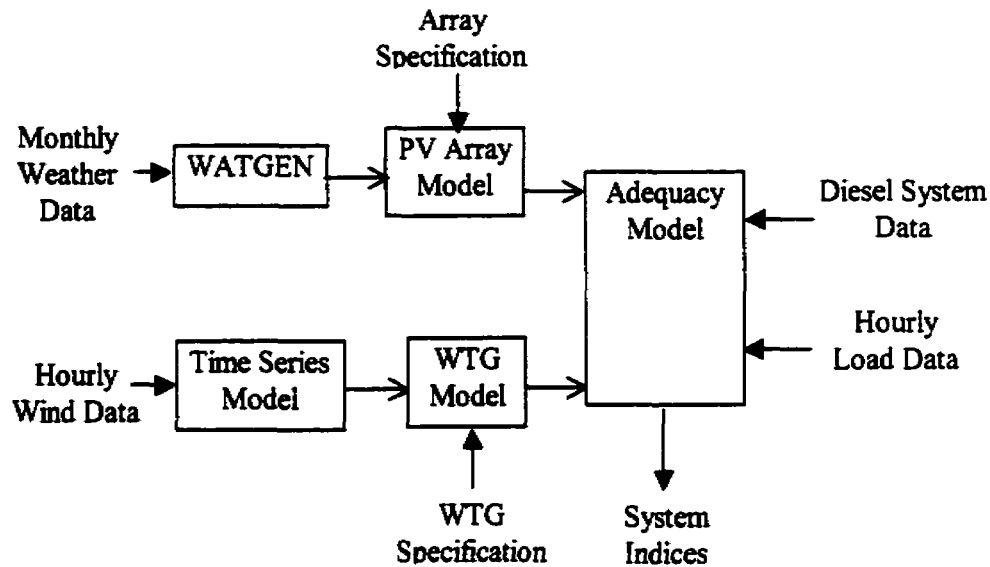 Array
Specification
Monthly
Weather
Data
WATGEN
PV Array
Model
Adequacy
Model
Diesel System
Data
Hourly
Load Data
Hourly
Wind Data
Time Series
Model
WTG
Model
WTG
Specification
System
Indices